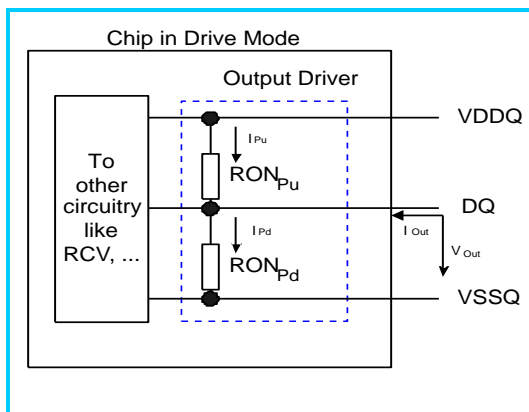 Chip in Drive Mode
Output Driver
VDDQ
To
other
circuitry
like
RCV, ...
I Pu
RON Pu
DQ
I Out
V Out
I Pd
RON Pd
VSSQ